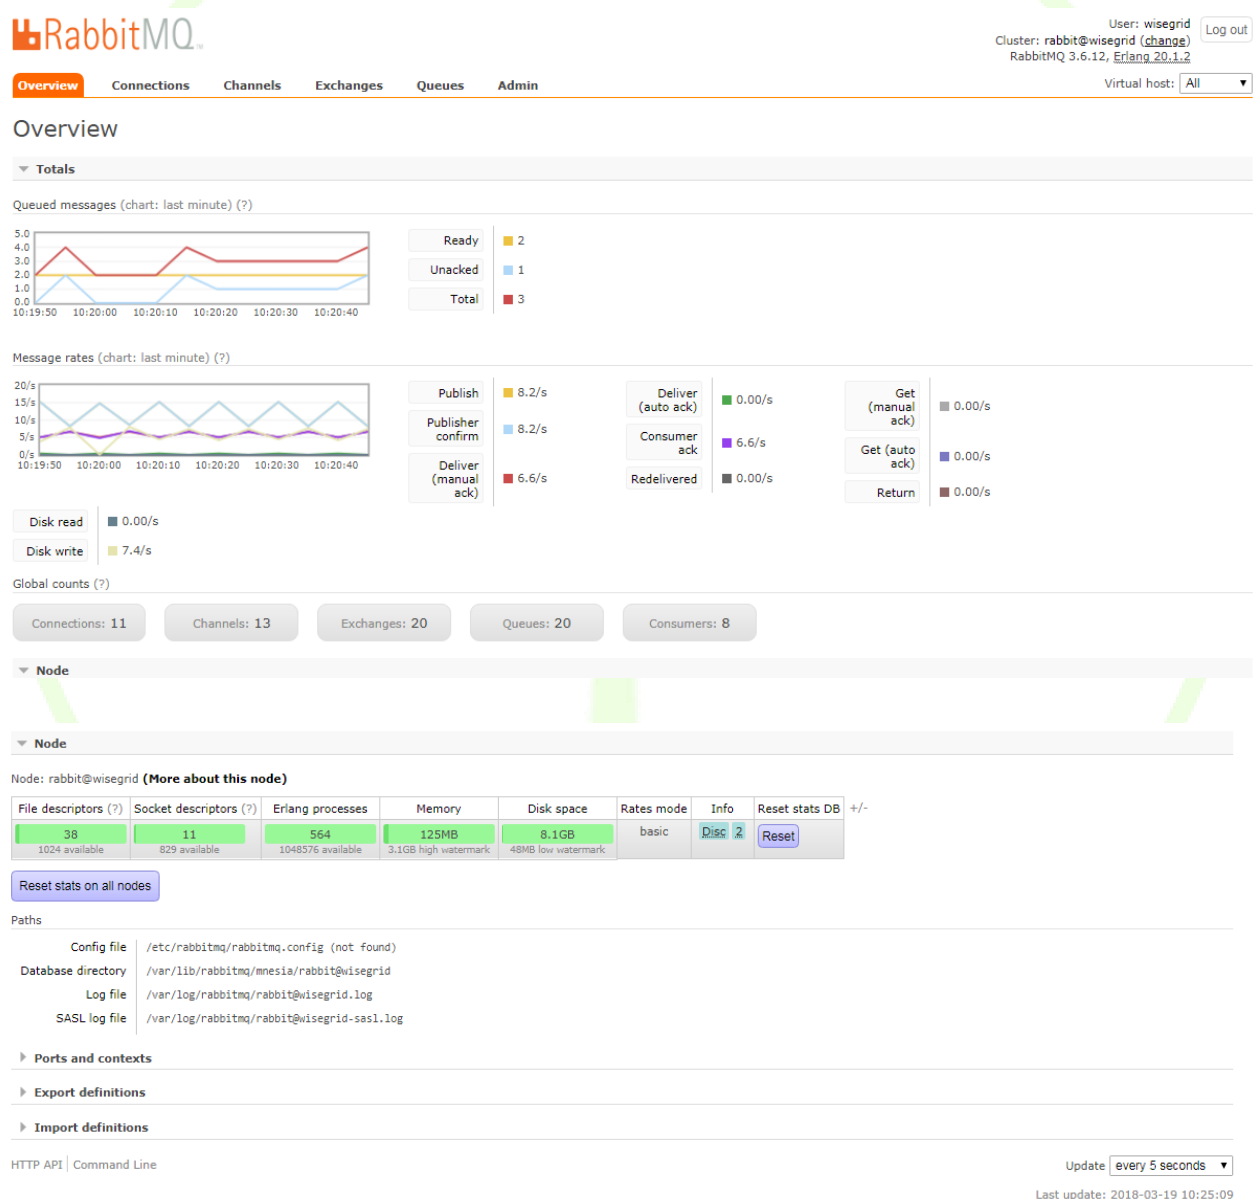 RabbitMQ
User: wisegrid
Log out
Cluster: rabbit@wisegrid (change)
RabbitMQ 3.6.12, Erlang 20.1.2
Overview Connections Channels Exchanges Queues Admin
Virtual host: All
Overview
Totals
Queued messages (chart: last minute) (?)
5.0
4.0
3.0
2.0
1.0
0.0
10:19:50 10:20:00 10:20:10 10:20:20 10:20:30 10:20:40
Ready 2
Unacked 1
Total 3
Message rates (chart: last minute) (?)
20/s
15/s
10/s
5/s
0/s
10:19:50 10:20:00 10:20:10 10:20:20 10:20:30 10:20:40
Publish 8.2/s
Publisher
confirm 8.2/s
Deliver
(manual
ack) 6.6/s
Deliver
(auto ack) 0.00/s
Consumer
ack 6.6/s
Redelivered 0.00/s
Get
(manual
ack) 0.00/s
Get (auto
ack) 0.00/s
Return 0.00/s
Disk read 0.00/s
Disk write 7.4/s
Global counts (?)
Connections: 11 Channels: 13 Exchanges: 20 Queues: 20 Consumers: 8
Node
Node
Node: rabbit@wisegrid (More about this node)
File descriptors (?) Socket descriptors (?) Erlang processes Memory Disk space Rates mode Info Reset stats DB +/-
38 11 564 125MB 8.1GB basic Disc 2 Reset
1024 available 829 available 1048576 available 3.1GB high watermark 48MB low watermark
Reset stats on all nodes
Paths
Config file /etc/rabbitmq/rabbitmq.config (not found)
Database directory /var/lib/rabbitmq/mnesia/rabbit@wisegrid
Log file /var/log/rabbitmq/rabbit@wisegrid.log
SASL log file /var/log/rabbitmq/rabbit@wisegrid-sasl.log
Ports and contexts
Export definitions
Import definitions
HTTP API Command Line
Update every 5 seconds
Last update: 2018-03-19 10:25:09